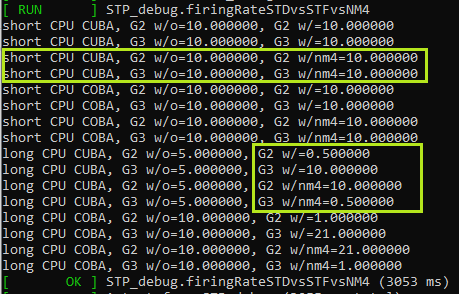 [ RUN      ] STP_debug.firingRateSTDvsSTFvsNM4
short CPU CUBA, G2 w/o=10.000000, G2 w/=10.000000
short CPU CUBA, G3 w/o=10.000000, G3 w/=10.000000
short CPU CUBA, G2 w/o=10.000000, G2 w/nm4=10.000000
short CPU CUBA, G3 w/o=10.000000, G3 w/nm4=10.000000
short CPU COBA, G2 w/o=10.000000, G2 w/=10.000000
short CPU COBA, G3 w/o=10.000000, G3 w/=10.000000
short CPU COBA, G2 w/o=10.000000, G2 w/nm4=10.000000
short CPU COBA, G3 w/o=10.000000, G3 w/nm4=10.000000
long CPU CUBA, G2 w/o=5.000000, G2 w/=0.500000
long CPU CUBA, G3 w/o=5.000000, G3 w/=10.000000
long CPU CUBA, G2 w/o=5.000000, G2 w/nm4=10.000000
long CPU CUBA, G3 w/o=5.000000, G3 w/nm4=0.500000
long CPU COBA, G2 w/o=10.000000, G2 w/=1.000000
long CPU COBA, G3 w/o=10.000000, G3 w/=21.000000
long CPU COBA, G2 w/o=10.000000, G2 w/nm4=21.000000
long CPU COBA, G3 w/o=10.000000, G3 w/nm4=1.000000
[       OK ] STP_debug.firingRateSTDvsSTFvsNM4 (3053 ms)